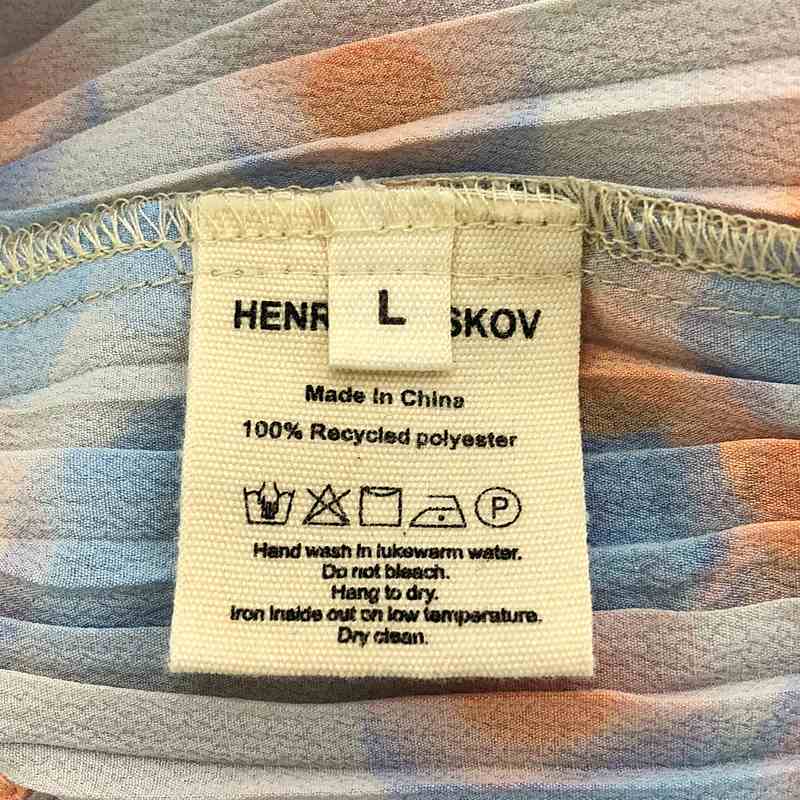 HENR SKOV
L
Made In China
100% Recycled polyester
P
Hand wash in lukewarm water.
Do not bleach.
Hang to dry.
Iron inside out on low temperature.
Dry clean.